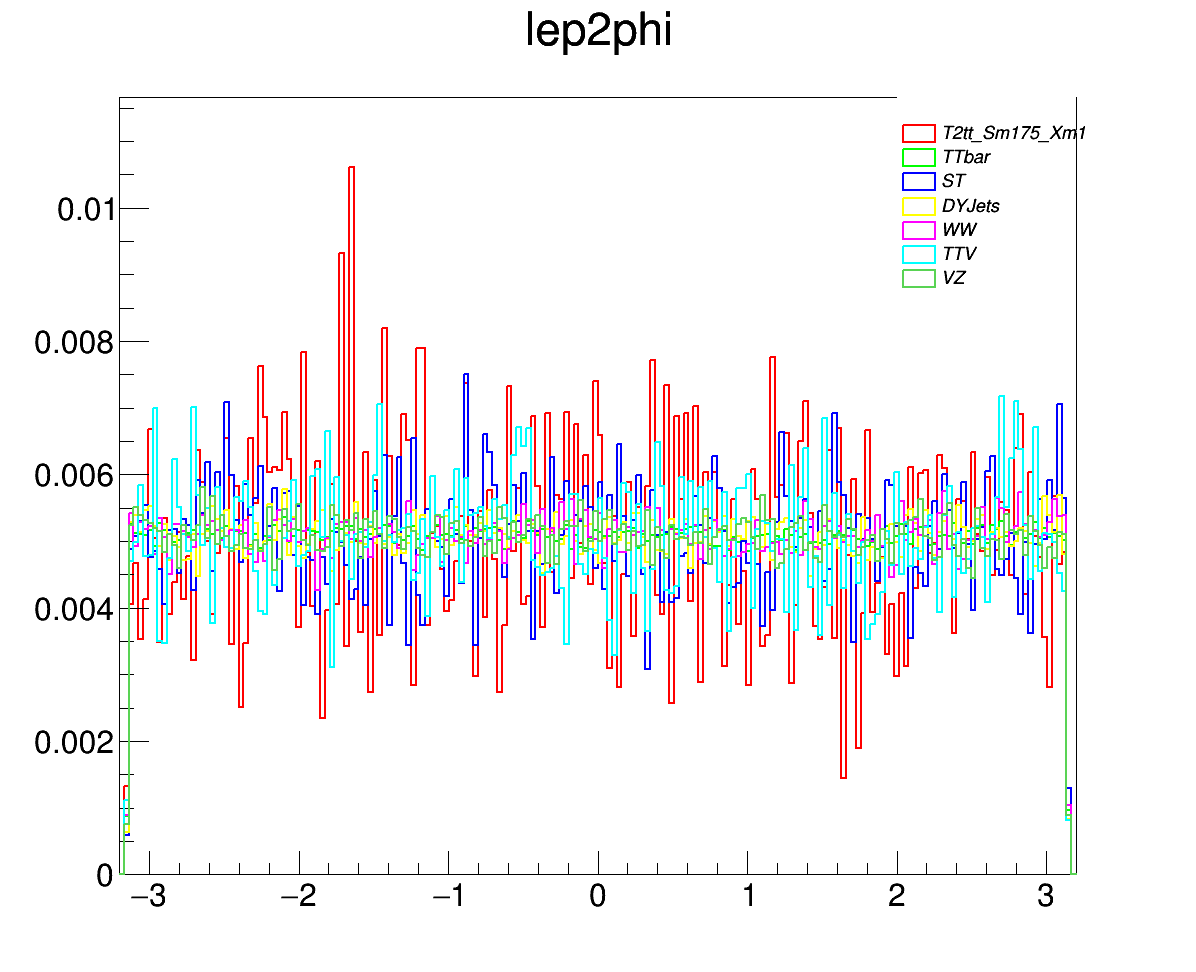 lep2phi
T2tt_Sm175_Xm1
TTbar
ST
DYJets
WW
TTV
VZ
0.01
0.008
0.006
0.004
0.002
0
−3 −2 −1 0 1 2 3